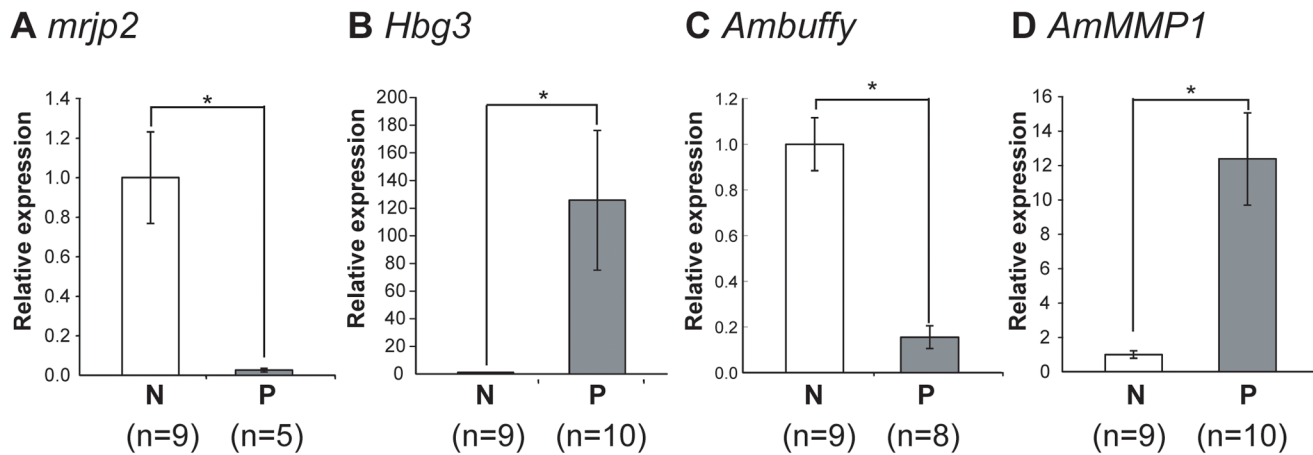 A mrjp2
Relative expression
1.4
1.2
1.0
0.8
0.6
0.4
0.2
0.0
*
N
P
(n=9)
(n=5)
B Hbg3
Relative expression
200
180
160
140
120
100
80
60
40
20
0
*
N
P
(n=9)
(n=10)
C Ambuffy
Relative expression
1.2
1.0
0.8
0.6
0.4
0.2
0.0
*
N
P
(n=9)
(n=8)
D AmMMP1
Relative expression
16
14
12
10
8
6
4
2
0
*
N
P
(n=9)
(n=10)